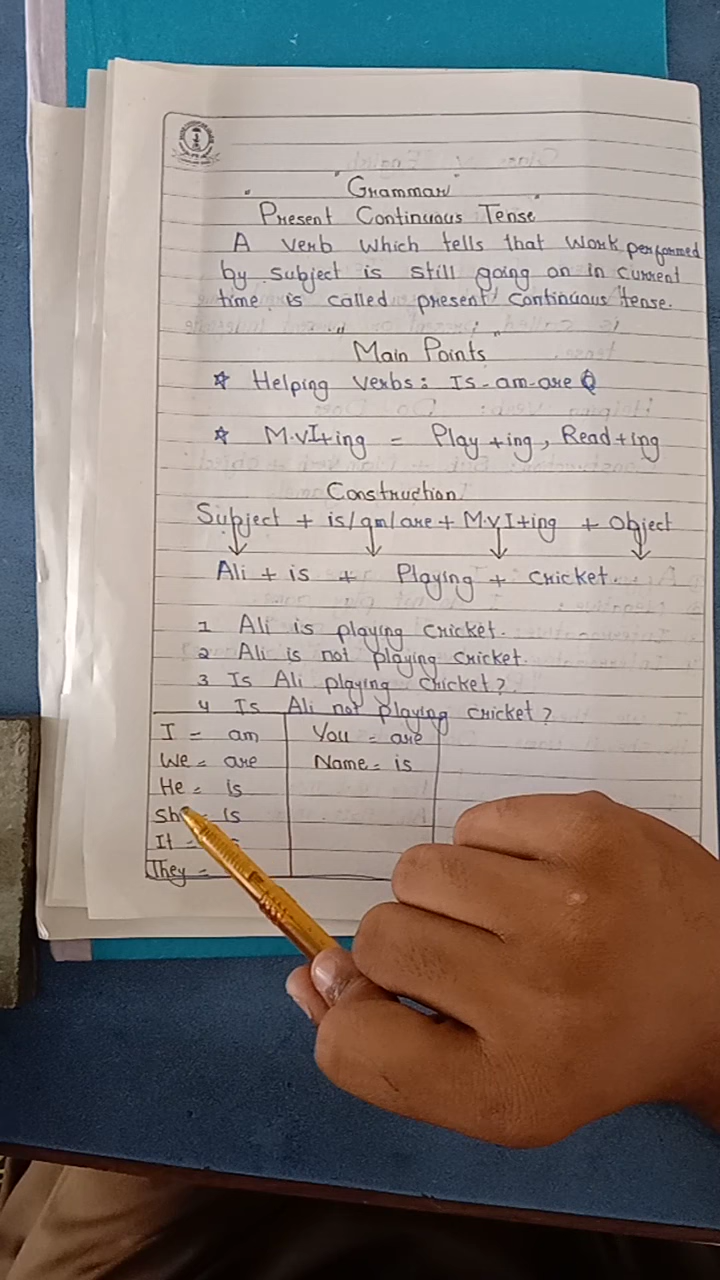 "Grammar"
Present Continuous Tense
A verb which tells that work performed
by subject is still going on in current
time is called present continuous tense.
"Main Points"
☆ Helping verbs: Is-am-are
☆ M.vI+ing = Play +ing, Read+ing
Construction
Subject + is/am/are + M.v I+ing + Object
↓ ↓ ↓ ↓
Ali + is + Playing + cricket.
1 Ali is playing cricket.
2 Ali is not playing cricket.
3 Is Ali playing cricket?
4 Is Ali not playing cricket?
I = am You = are
We = are Name = is
He = is
She = is
It =
They =